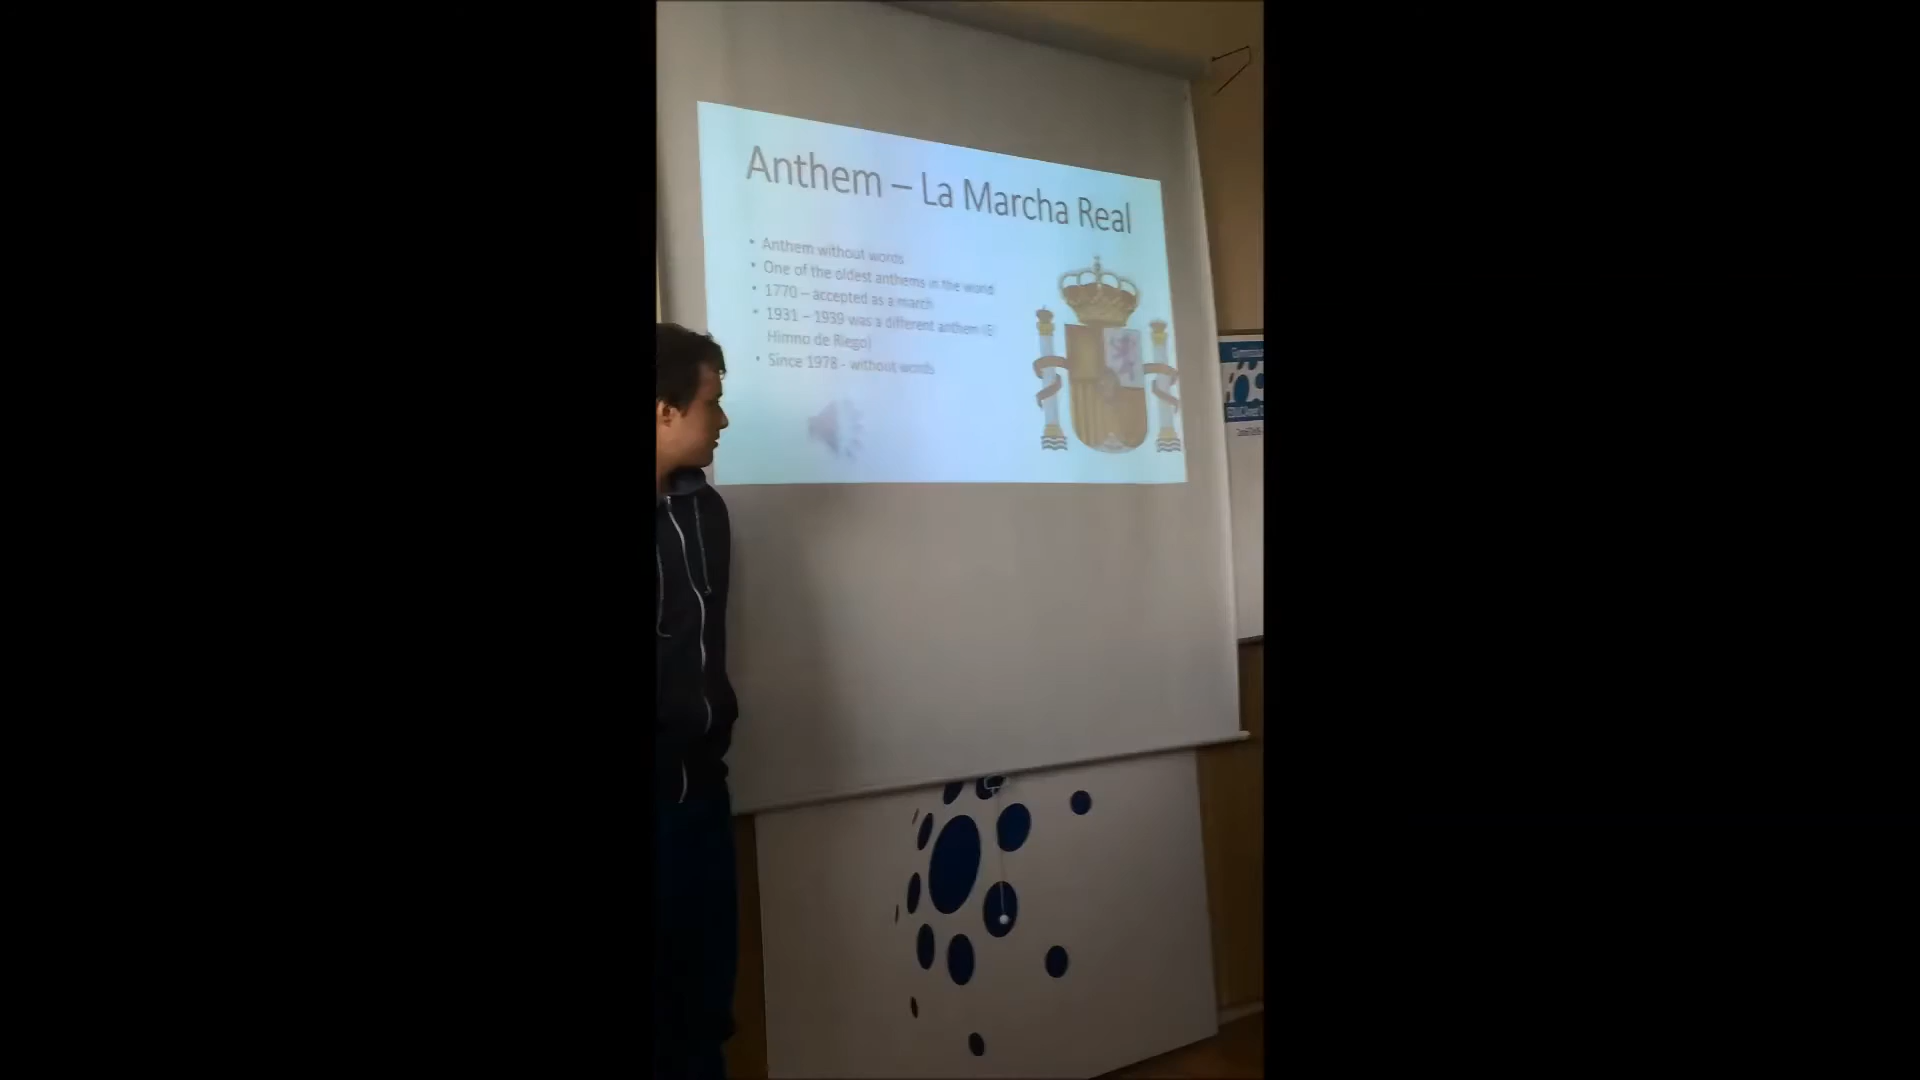 Anthem – La Marcha Real
• Anthem without words
• One of the oldest anthems in the world
• 1770 – accepted as a march
• 1931 – 1939 was a different anthem (E
Himno de Riego)
• Since 1978 - without words